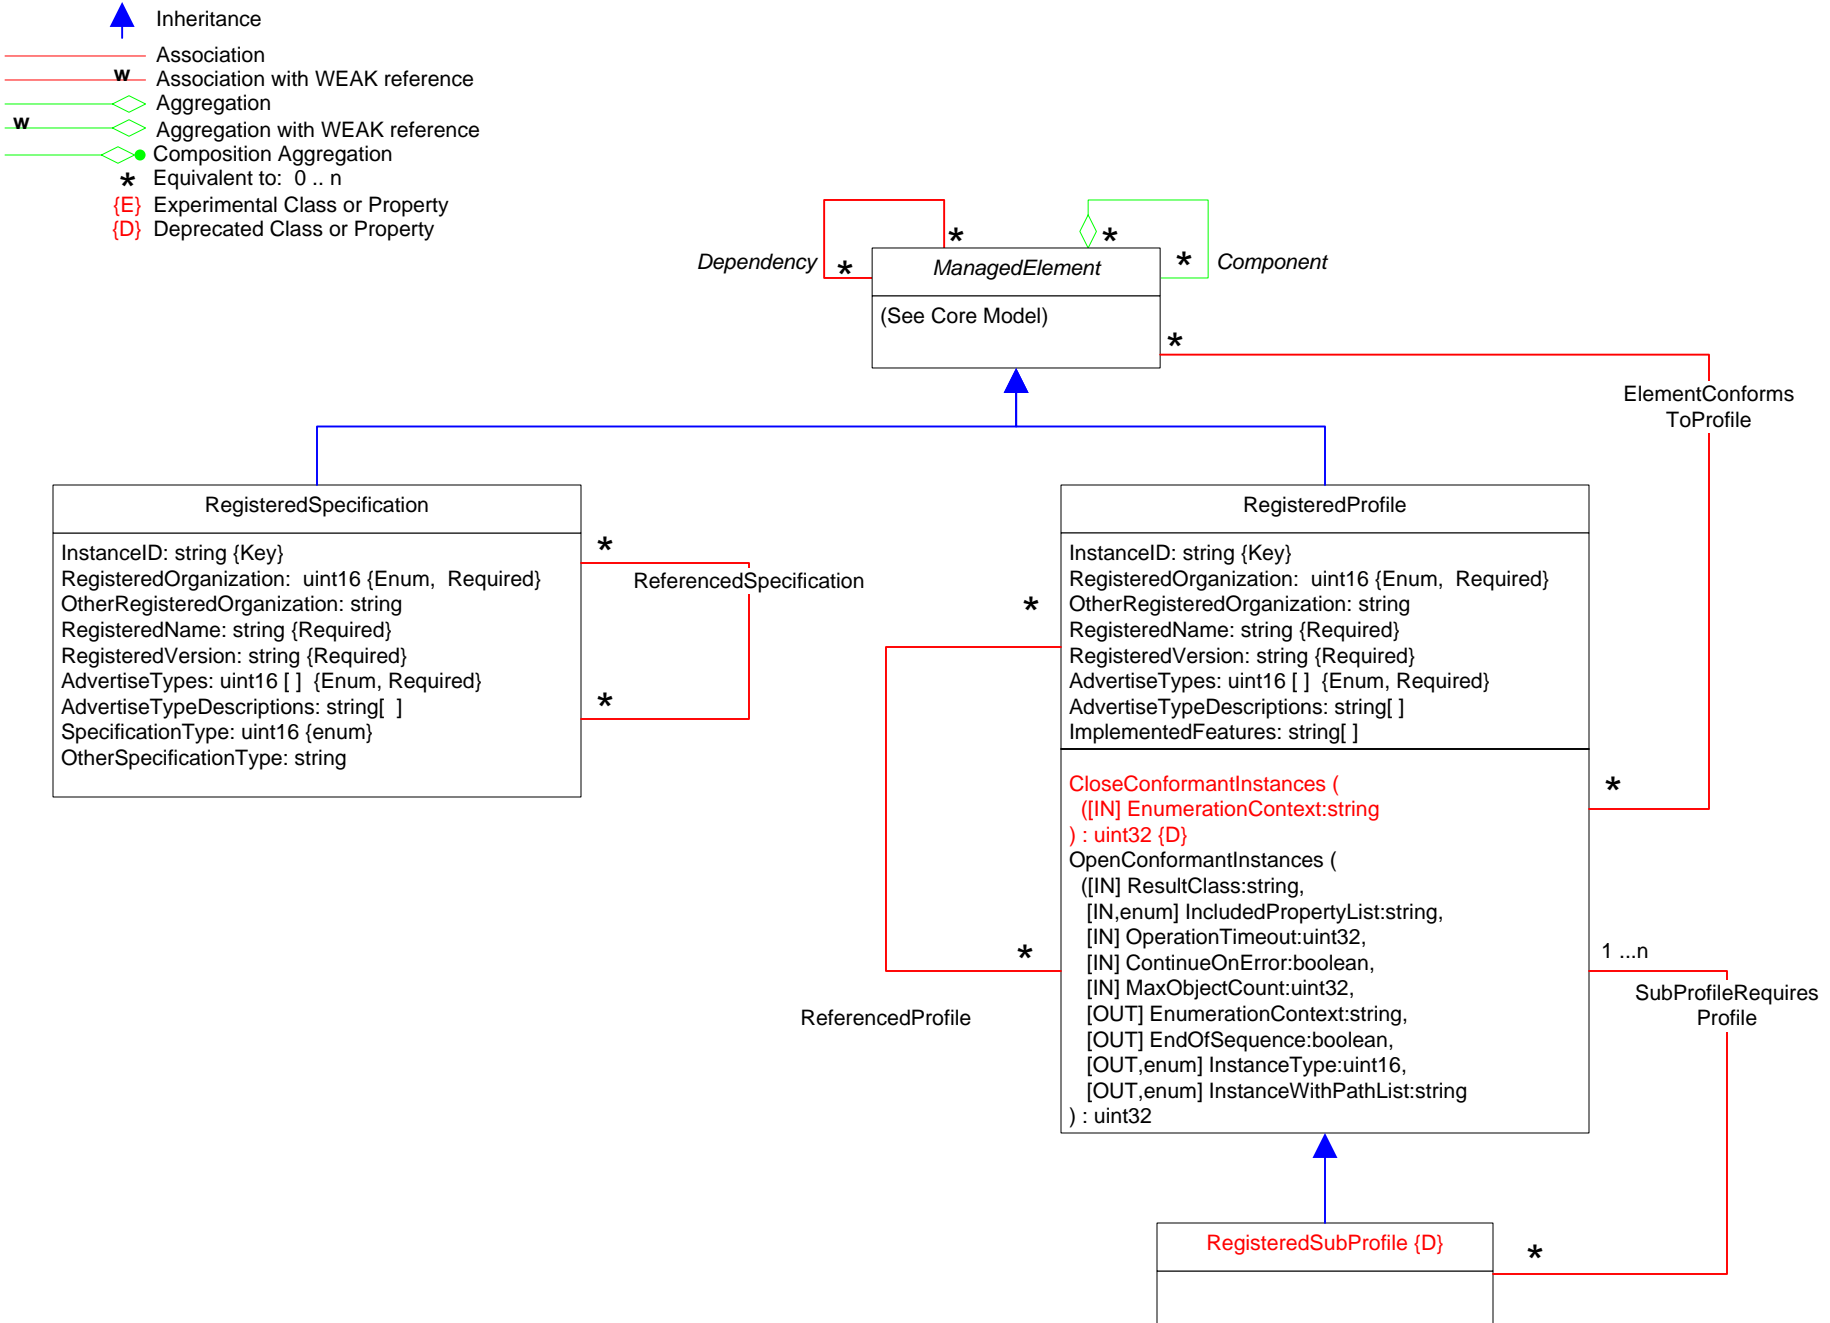 Inheritance
Association
w
Association with WEAK reference
Aggregation
w
Aggregation with WEAK reference
Composition Aggregation
* Equivalent to: 0 .. n
{E} Experimental Class or Property
{D} Deprecated Class or Property
*
*
Dependency
*
ManagedElement
*
Component
(See Core Model)
*
ElementConforms
ToProfile
RegisteredSpecification
InstanceID: string {Key}
RegisteredOrganization: uint16 {Enum, Required}
OtherRegisteredOrganization: string
RegisteredName: string {Required}
RegisteredVersion: string {Required}
AdvertiseTypes: uint16 [ ] {Enum, Required}
AdvertiseTypeDescriptions: string[ ]
SpecificationType: uint16 {enum}
OtherSpecificationType: string
*
ReferencedSpecification
*
RegisteredProfile
InstanceID: string {Key}
RegisteredOrganization: uint16 {Enum, Required}
OtherRegisteredOrganization: string
RegisteredName: string {Required}
RegisteredVersion: string {Required}
AdvertiseTypes: uint16 [ ] {Enum, Required}
AdvertiseTypeDescriptions: string[ ]
ImplementedFeatures: string[ ]
CloseConformantInstances (
([IN] EnumerationContext:string
) : uint32 {D}
OpenConformantInstances (
([IN] ResultClass:string,
[IN,enum] IncludedPropertyList:string,
[IN] OperationTimeout:uint32,
[IN] ContinueOnError:boolean,
[IN] MaxObjectCount:uint32,
[OUT] EnumerationContext:string,
[OUT] EndOfSequence:boolean,
[OUT,enum] InstanceType:uint16,
[OUT,enum] InstanceWithPathList:string
) : uint32
*
*
ReferencedProfile
*
1 ...n
SubProfileRequires
Profile
RegisteredSubProfile {D}
*